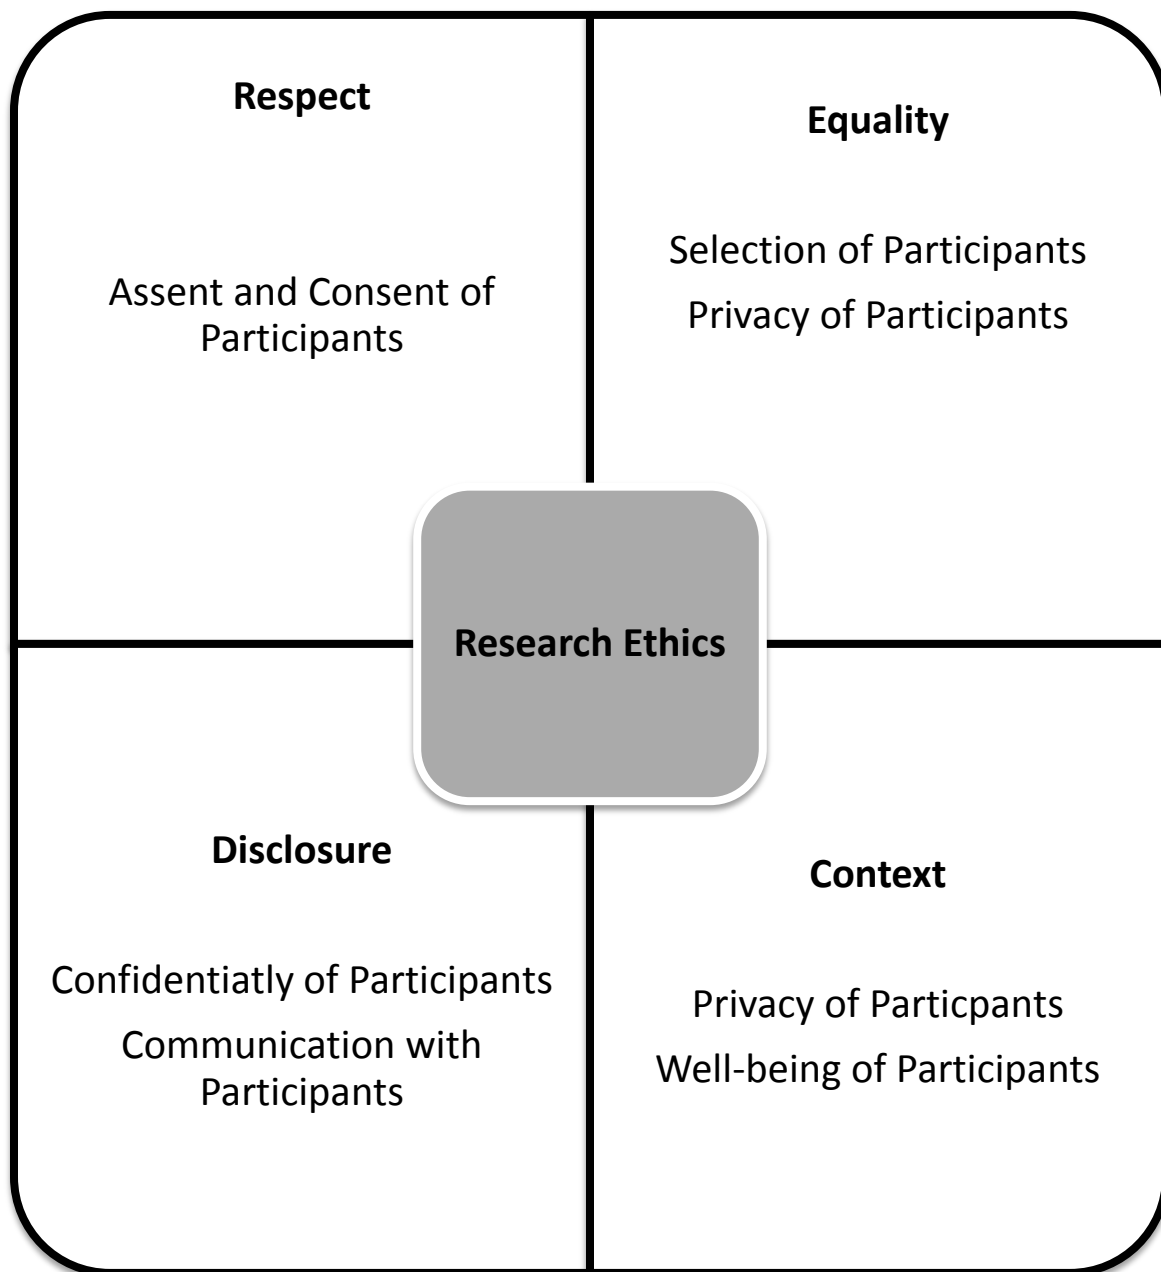 Respect
Assent and Consent of
Participants
Equality
Selection of Participants
Privacy of Participants
Research Ethics
Disclosure
Confidentiatly of Participants
Communication with
Participants
Context
Privacy of Particpants
Well-being of Participants